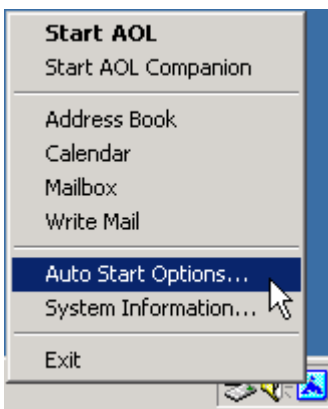 Start AOL
Start AOL Companion
Address Book
Calendar
Mailbox
Write Mail
Auto Start Options...
System Information...
Exit